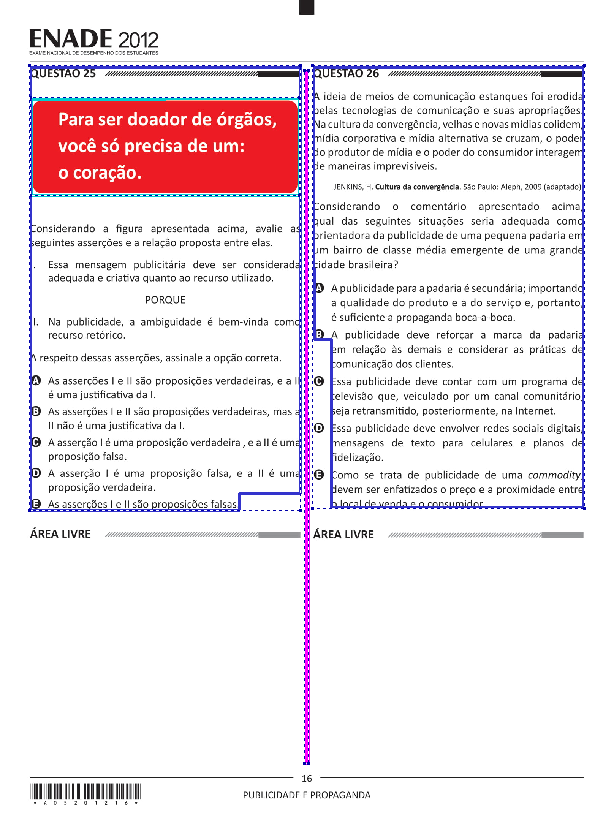 ENADE 2012
EXAME NACIONAL DE DESEMPENHO DOS ESTUDANTES
QUESTÃO 25
Para ser doador de órgãos,
você só precisa de um:
o coração.
Considerando a figura apresentada acima, avalie as
seguintes asserções e a relação proposta entre elas.
I. Essa mensagem publicitária deve ser considerada
adequada e criativa quanto ao recurso utilizado.
PORQUE
II. Na publicidade, a ambiguidade é bem-vinda como
recurso retórico.
A respeito dessas asserções, assinale a opção correta.
A As asserções I e II são proposições verdadeiras, e a II
é uma justificativa da I.
B As asserções I e II são proposições verdadeiras, mas a
II não é uma justificativa da I.
C A asserção I é uma proposição verdadeira , e a II é uma
proposição falsa.
D A asserção I é uma proposição falsa, e a II é uma
proposição verdadeira.
E As asserções I e II são proposições falsas.
ÁREA LIVRE
QUESTÃO 26
A ideia de meios de comunicação estanques foi erodida
pelas tecnologias de comunicação e suas apropriações.
Na cultura da convergência, velhas e novas mídias colidem,
mídia corporativa e mídia alternativa se cruzam, o poder
do produtor de mídia e o poder do consumidor interagem
de maneiras imprevisíveis.
JENKINS, H. Cultura da convergência. São Paulo: Aleph, 2009 (adaptado).
Considerando o comentário apresentado acima,
qual das seguintes situações seria adequada como
orientadora da publicidade de uma pequena padaria em
um bairro de classe média emergente de uma grande
cidade brasileira?
A A publicidade para a padaria é secundária; importando
a qualidade do produto e a do serviço e, portanto,
é suficiente a propaganda boca-a-boca.
B A publicidade deve reforçar a marca da padaria
em relação às demais e considerar as práticas de
comunicação dos clientes.
C Essa publicidade deve contar com um programa de
televisão que, veiculado por um canal comunitário,
seja retransmitido, posteriormente, na Internet.
D Essa publicidade deve envolver redes sociais digitais,
mensagens de texto para celulares e planos de
fidelização.
E Como se trata de publicidade de uma commodity,
devem ser enfatizados o preço e a proximidade entre
o local de venda e o consumidor.
ÁREA LIVRE
16
PUBLICIDADE E PROPAGANDA
*A05201216*